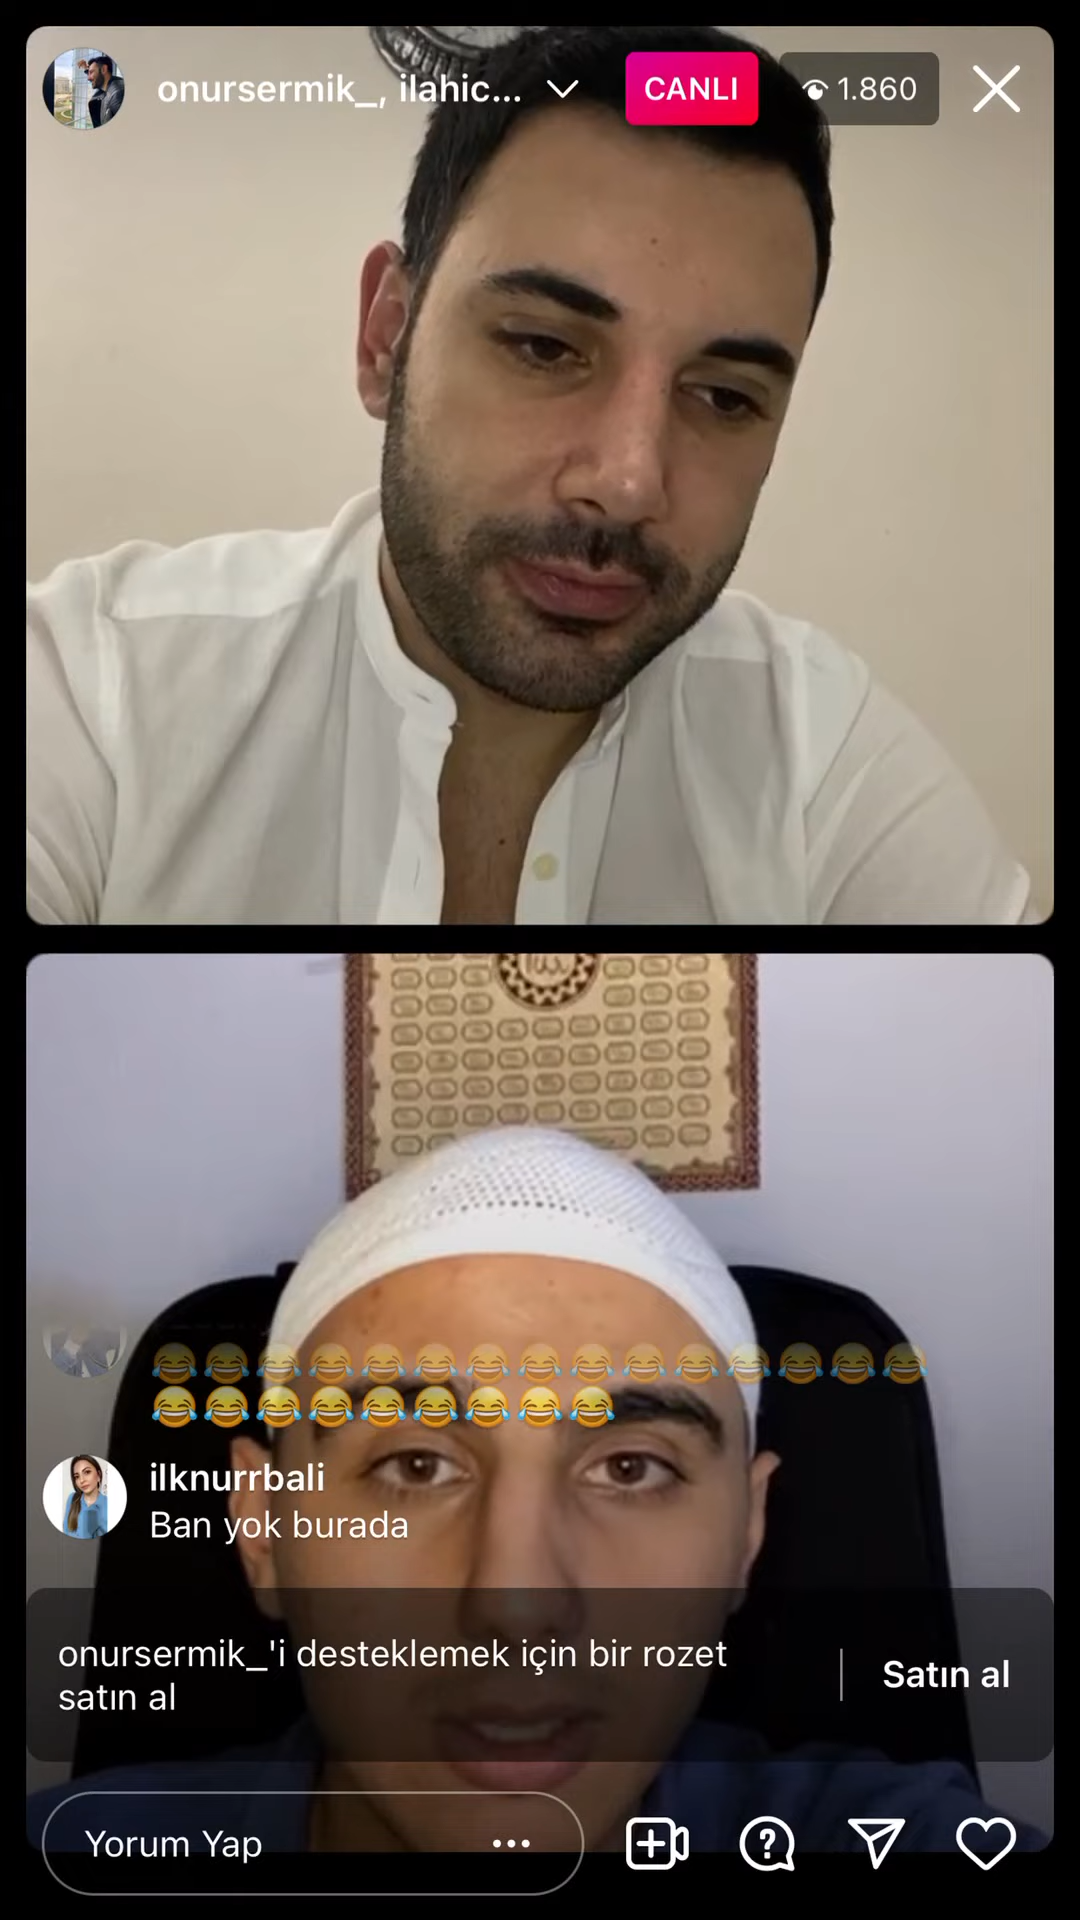 onursermik_, ilahic...
CANLI
1.860
😂😂😂😂😂😂😂😂😂😂😂😂😂😂😂
😂😂😂😂😂😂😂😂😂
ilknurrbali
Ban yok burada
onursermik_'i desteklemek için bir rozet
satın al
Satın al
Yorum Yap